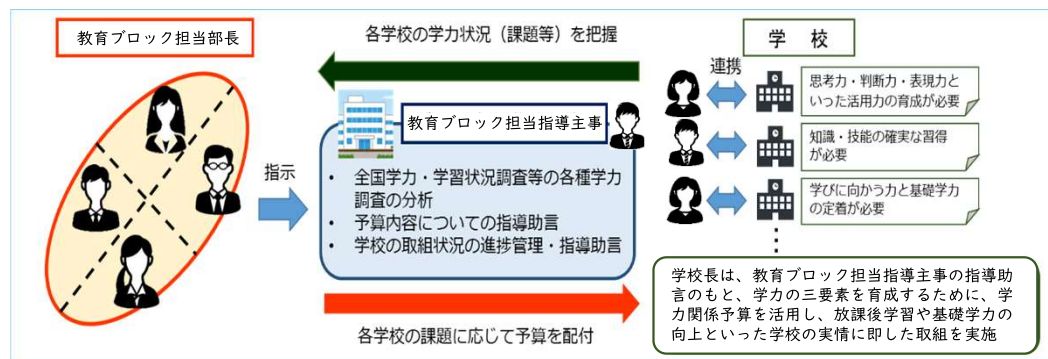 教育ブロック担当部長
各学校の学力状況（課題等）を把握
学　校
連携
思考力・判断力・表現力と
いった活用力の育成が必要
教育ブロック担当指導主事
知識・技能の確実な習得
が必要
指示
・ 全国学力・学習状況調査等の各種学力
調査の分析
・ 予算内容についての指導助言
・ 学校の取組状況の進捗管理・指導助言
学びに向かう力と基礎学力
の定着が必要
各学校の課題に応じて予算を配付
学校長は、教育ブロック担当指導主事の指導助
言のもと、学力の三要素を育成するために、学
力関係予算を活用し、放課後学習や基礎学力の
向上といった学校の実情に即した取組を実施